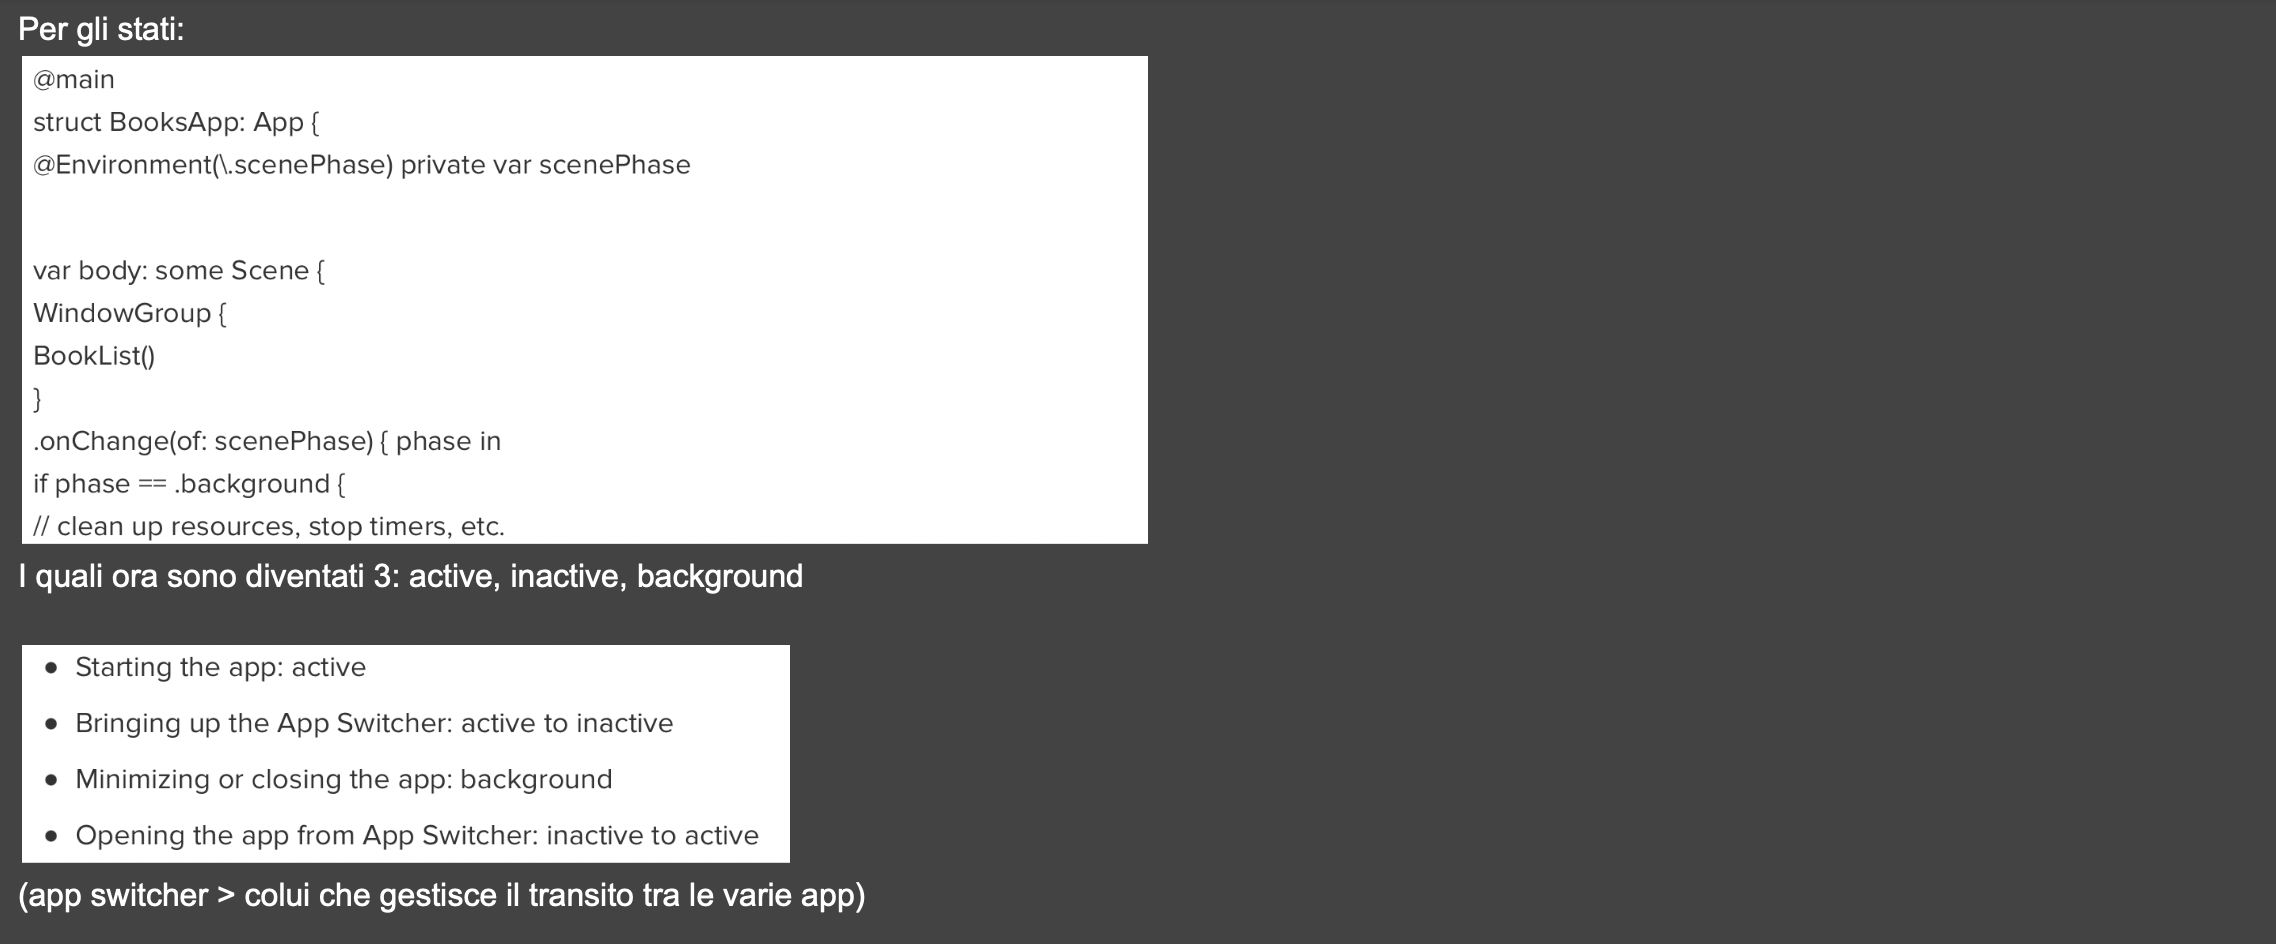 Per gli stati:
@main
struct BooksApp: App {
@Environment(\.scenePhase) private var scenePhase
var body: some Scene {
WindowGroup {
BookList()
}
.onChange(of: scenePhase) { phase in
if phase == .background {
// clean up resources, stop timers, etc.
I quali ora sono diventati 3: active, inactive, background
• Starting the app: active
• Bringing up the App Switcher: active to inactive
• Minimizing or closing the app: background
• Opening the app from App Switcher: inactive to active
(app switcher > colui che gestisce il transito tra le varie app)